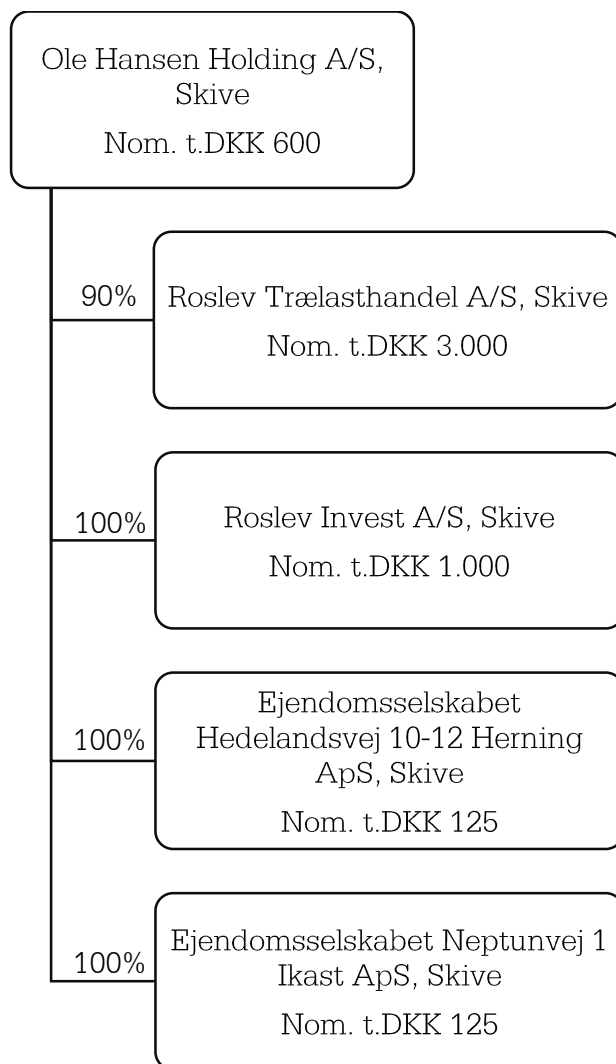 Ole Hansen Holding A/S,
Skive
Nom. t.DKK 600
90%
Roslev Trælasthandel A/S, Skive
Nom. t.DKK 3.000
100%
Roslev Invest A/S, Skive
Nom. t.DKK 1.000
100%
Ejendomsselskabet
Hedelandsvej 10-12 Herning
ApS, Skive
Nom. t.DKK 125
100%
Ejendomsselskabet Neptunvej 1
Ikast ApS, Skive
Nom. t.DKK 125